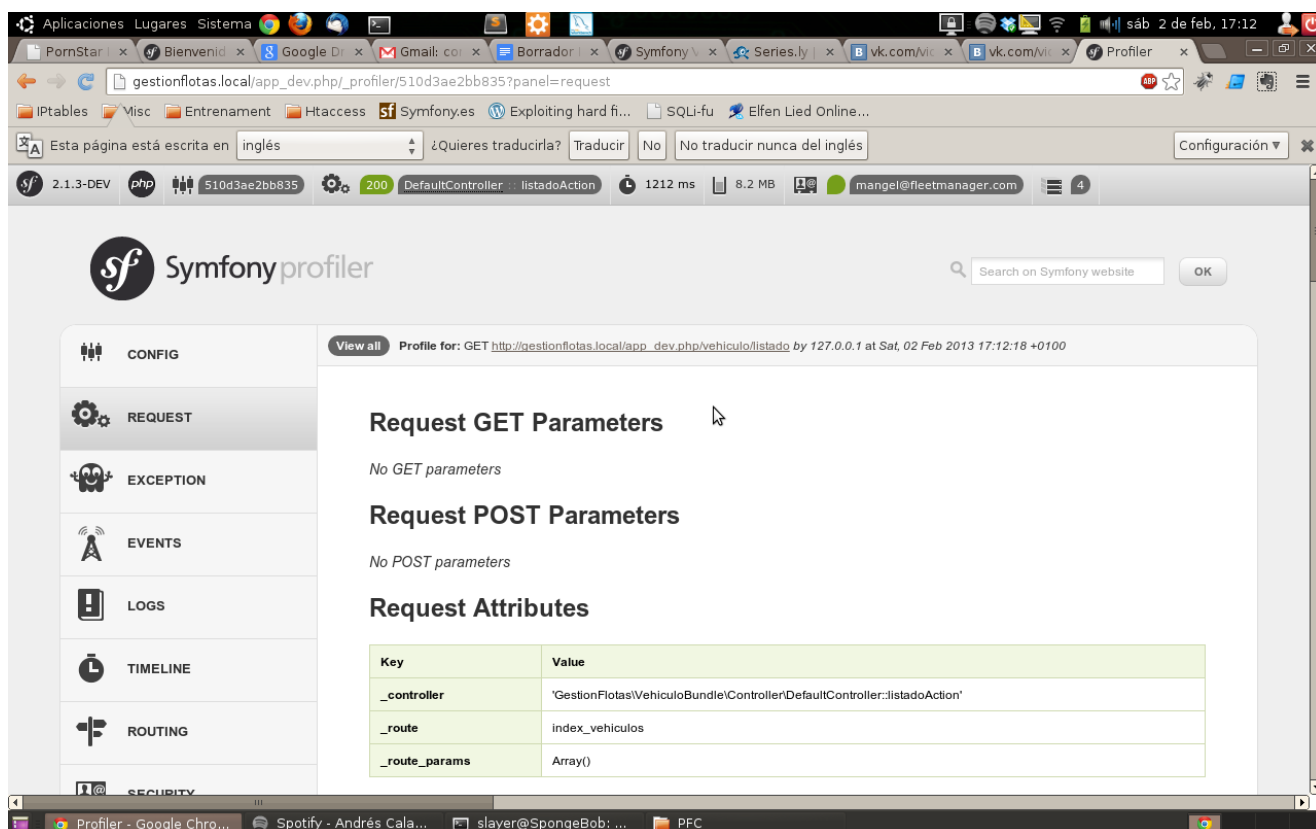 Aplicaciones Lugares Sistema sáb 2 de feb, 17:12
PornStar Bienvenid Google Dr Gmail: cor Borrador Symfony Series.ly | vk.com/vic vk.com/vic Profiler
gestionflotas.local/app_dev.php/_profiler/510d3ae2bb835?panel=request
IPtables Misc Entrenament Htaccess Symfony.es Exploiting hard fi... SQLi-fu Elfen Lied Online...
Esta página está escrita en inglés ¿Quieres traducirla? Traducir No No traducir nunca del inglés Configuración
2.1.3-DEV php 510d3ae2bb835 200 DefaultController :: listadoAction 1212 ms 8.2 MB mangel@fleetmanager.com 4
sf Symfony profiler Search on Symfony website OK
View all Profile for: GET http://gestionflotas.local/app_dev.php/vehiculo/listado by 127.0.0.1 at Sat, 02 Feb 2013 17:12:18 +0100
CONFIG
REQUEST
EXCEPTION
EVENTS
LOGS
TIMELINE
ROUTING
SECURITY
Request GET Parameters
No GET parameters
Request POST Parameters
No POST parameters
Request Attributes
Key Value
_controller 'GestionFlotas\VehiculoBundle\Controller\DefaultController::listadoAction'
_route index_vehiculos
_route_params Array()
Profiler - Google Chro... Spotify - Andrés Cala... slayer@SpongeBob: ... PFC